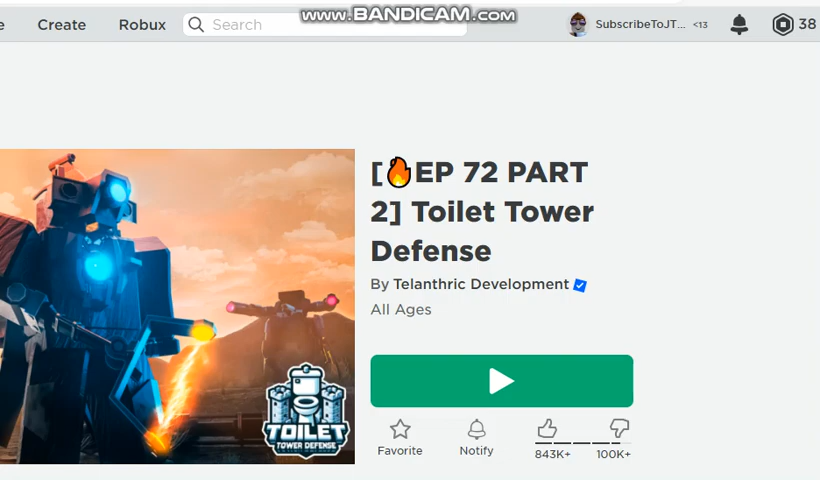 www.BANDICAM.com
e Create Robux Search SubscribeToJT... <13 38
[🔥EP 72 PART
2] Toilet Tower
Defense
By Telanthric Development
All Ages
TOILET
TOWER DEFENSE
Favorite Notify 843K+ 100K+